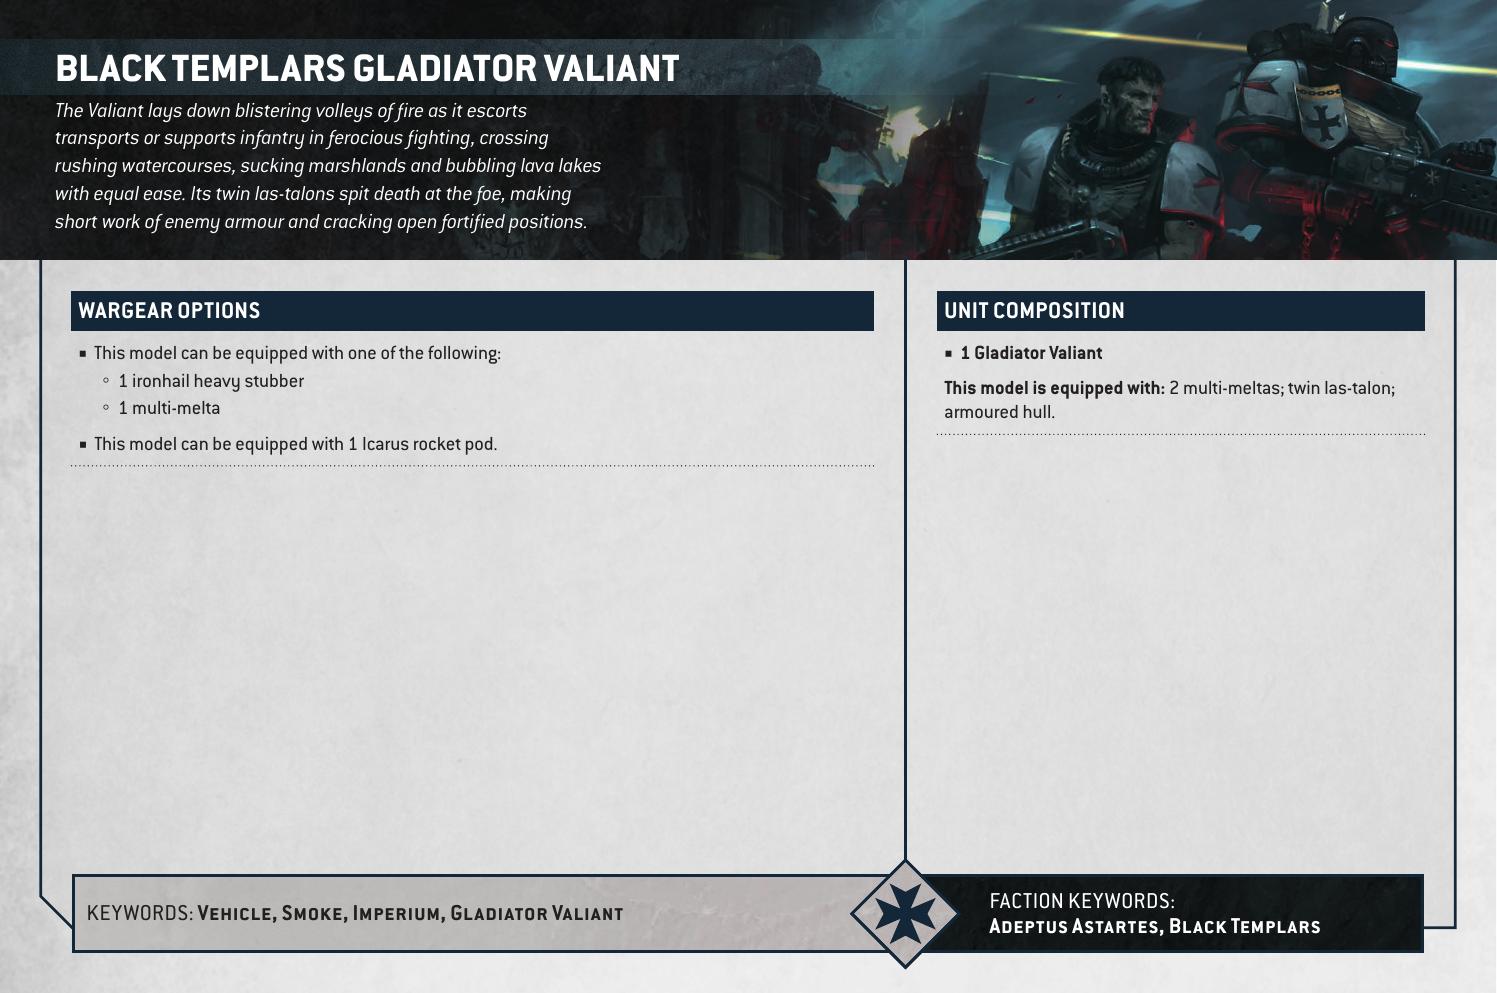 BLACK TEMPLARS GLADIATOR VALIANT
The Valiant lays down blistering volleys of fire as it escorts
transports or supports infantry in ferocious fighting, crossing
rushing watercourses, sucking marshlands and bubbling lava lakes
with equal ease. Its twin las-talons spit death at the foe, making
short work of enemy armour and cracking open fortified positions.
WARGEAR OPTIONS
▪ This model can be equipped with one of the following:
◦ 1 ironhail heavy stubber
◦ 1 multi-melta
▪ This model can be equipped with 1 Icarus rocket pod.
UNIT COMPOSITION
▪ 1 Gladiator Valiant
This model is equipped with: 2 multi-meltas; twin las-talon;
armoured hull.
KEYWORDS: Vehicle, Smoke, Imperium, Gladiator Valiant
FACTION KEYWORDS:
Adeptus Astartes, Black Templars